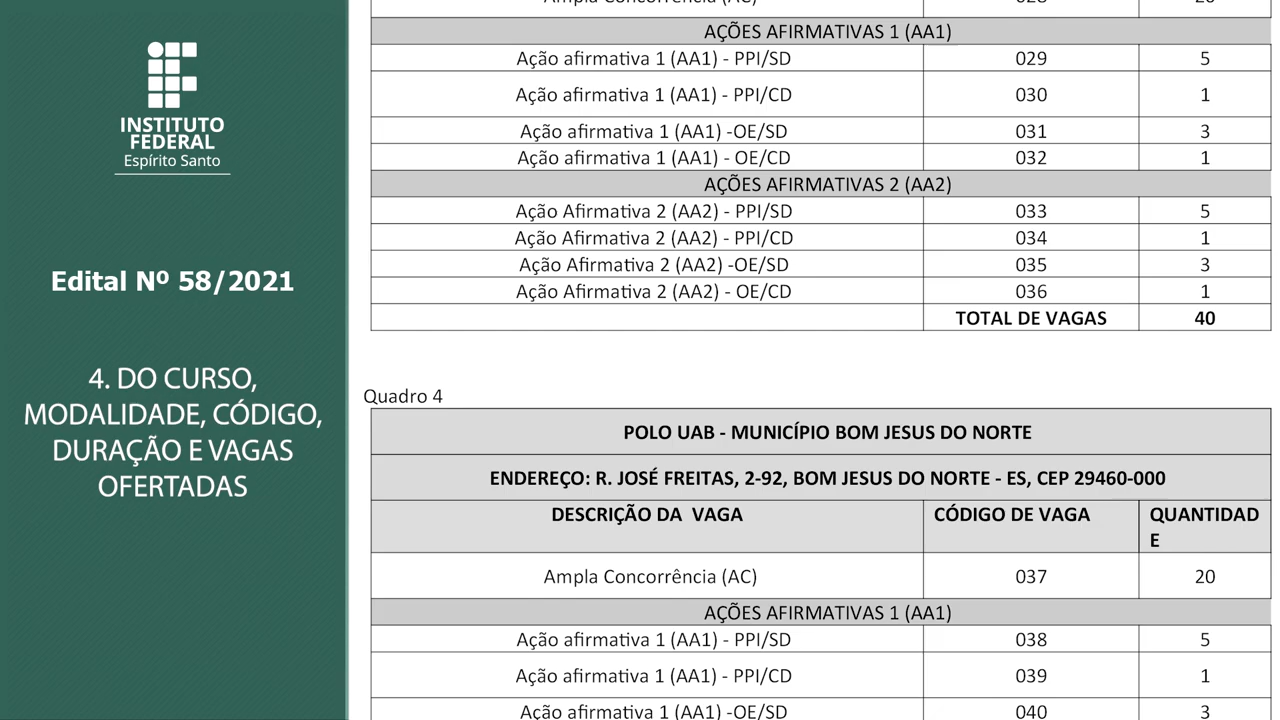 INSTITUTO
FEDERAL
Espírito Santo
Edital Nº 58/2021
4. DO CURSO,
MODALIDADE, CÓDIGO,
DURAÇÃO E VAGAS
OFERTADAS
Ampla Concorrência (AC) 028 20
AÇÕES AFIRMATIVAS 1 (AA1)
Ação afirmativa 1 (AA1) - PPI/SD 029 5
Ação afirmativa 1 (AA1) - PPI/CD 030 1
Ação afirmativa 1 (AA1) -OE/SD 031 3
Ação afirmativa 1 (AA1) - OE/CD 032 1
AÇÕES AFIRMATIVAS 2 (AA2)
Ação Afirmativa 2 (AA2) - PPI/SD 033 5
Ação Afirmativa 2 (AA2) - PPI/CD 034 1
Ação Afirmativa 2 (AA2) -OE/SD 035 3
Ação Afirmativa 2 (AA2) - OE/CD 036 1
TOTAL DE VAGAS 40
Quadro 4
POLO UAB - MUNICÍPIO BOM JESUS DO NORTE
ENDEREÇO: R. JOSÉ FREITAS, 2-92, BOM JESUS DO NORTE - ES, CEP 29460-000
DESCRIÇÃO DA VAGA CÓDIGO DE VAGA QUANTIDAD
E
Ampla Concorrência (AC) 037 20
AÇÕES AFIRMATIVAS 1 (AA1)
Ação afirmativa 1 (AA1) - PPI/SD 038 5
Ação afirmativa 1 (AA1) - PPI/CD 039 1
Ação afirmativa 1 (AA1) -OE/SD 040 3